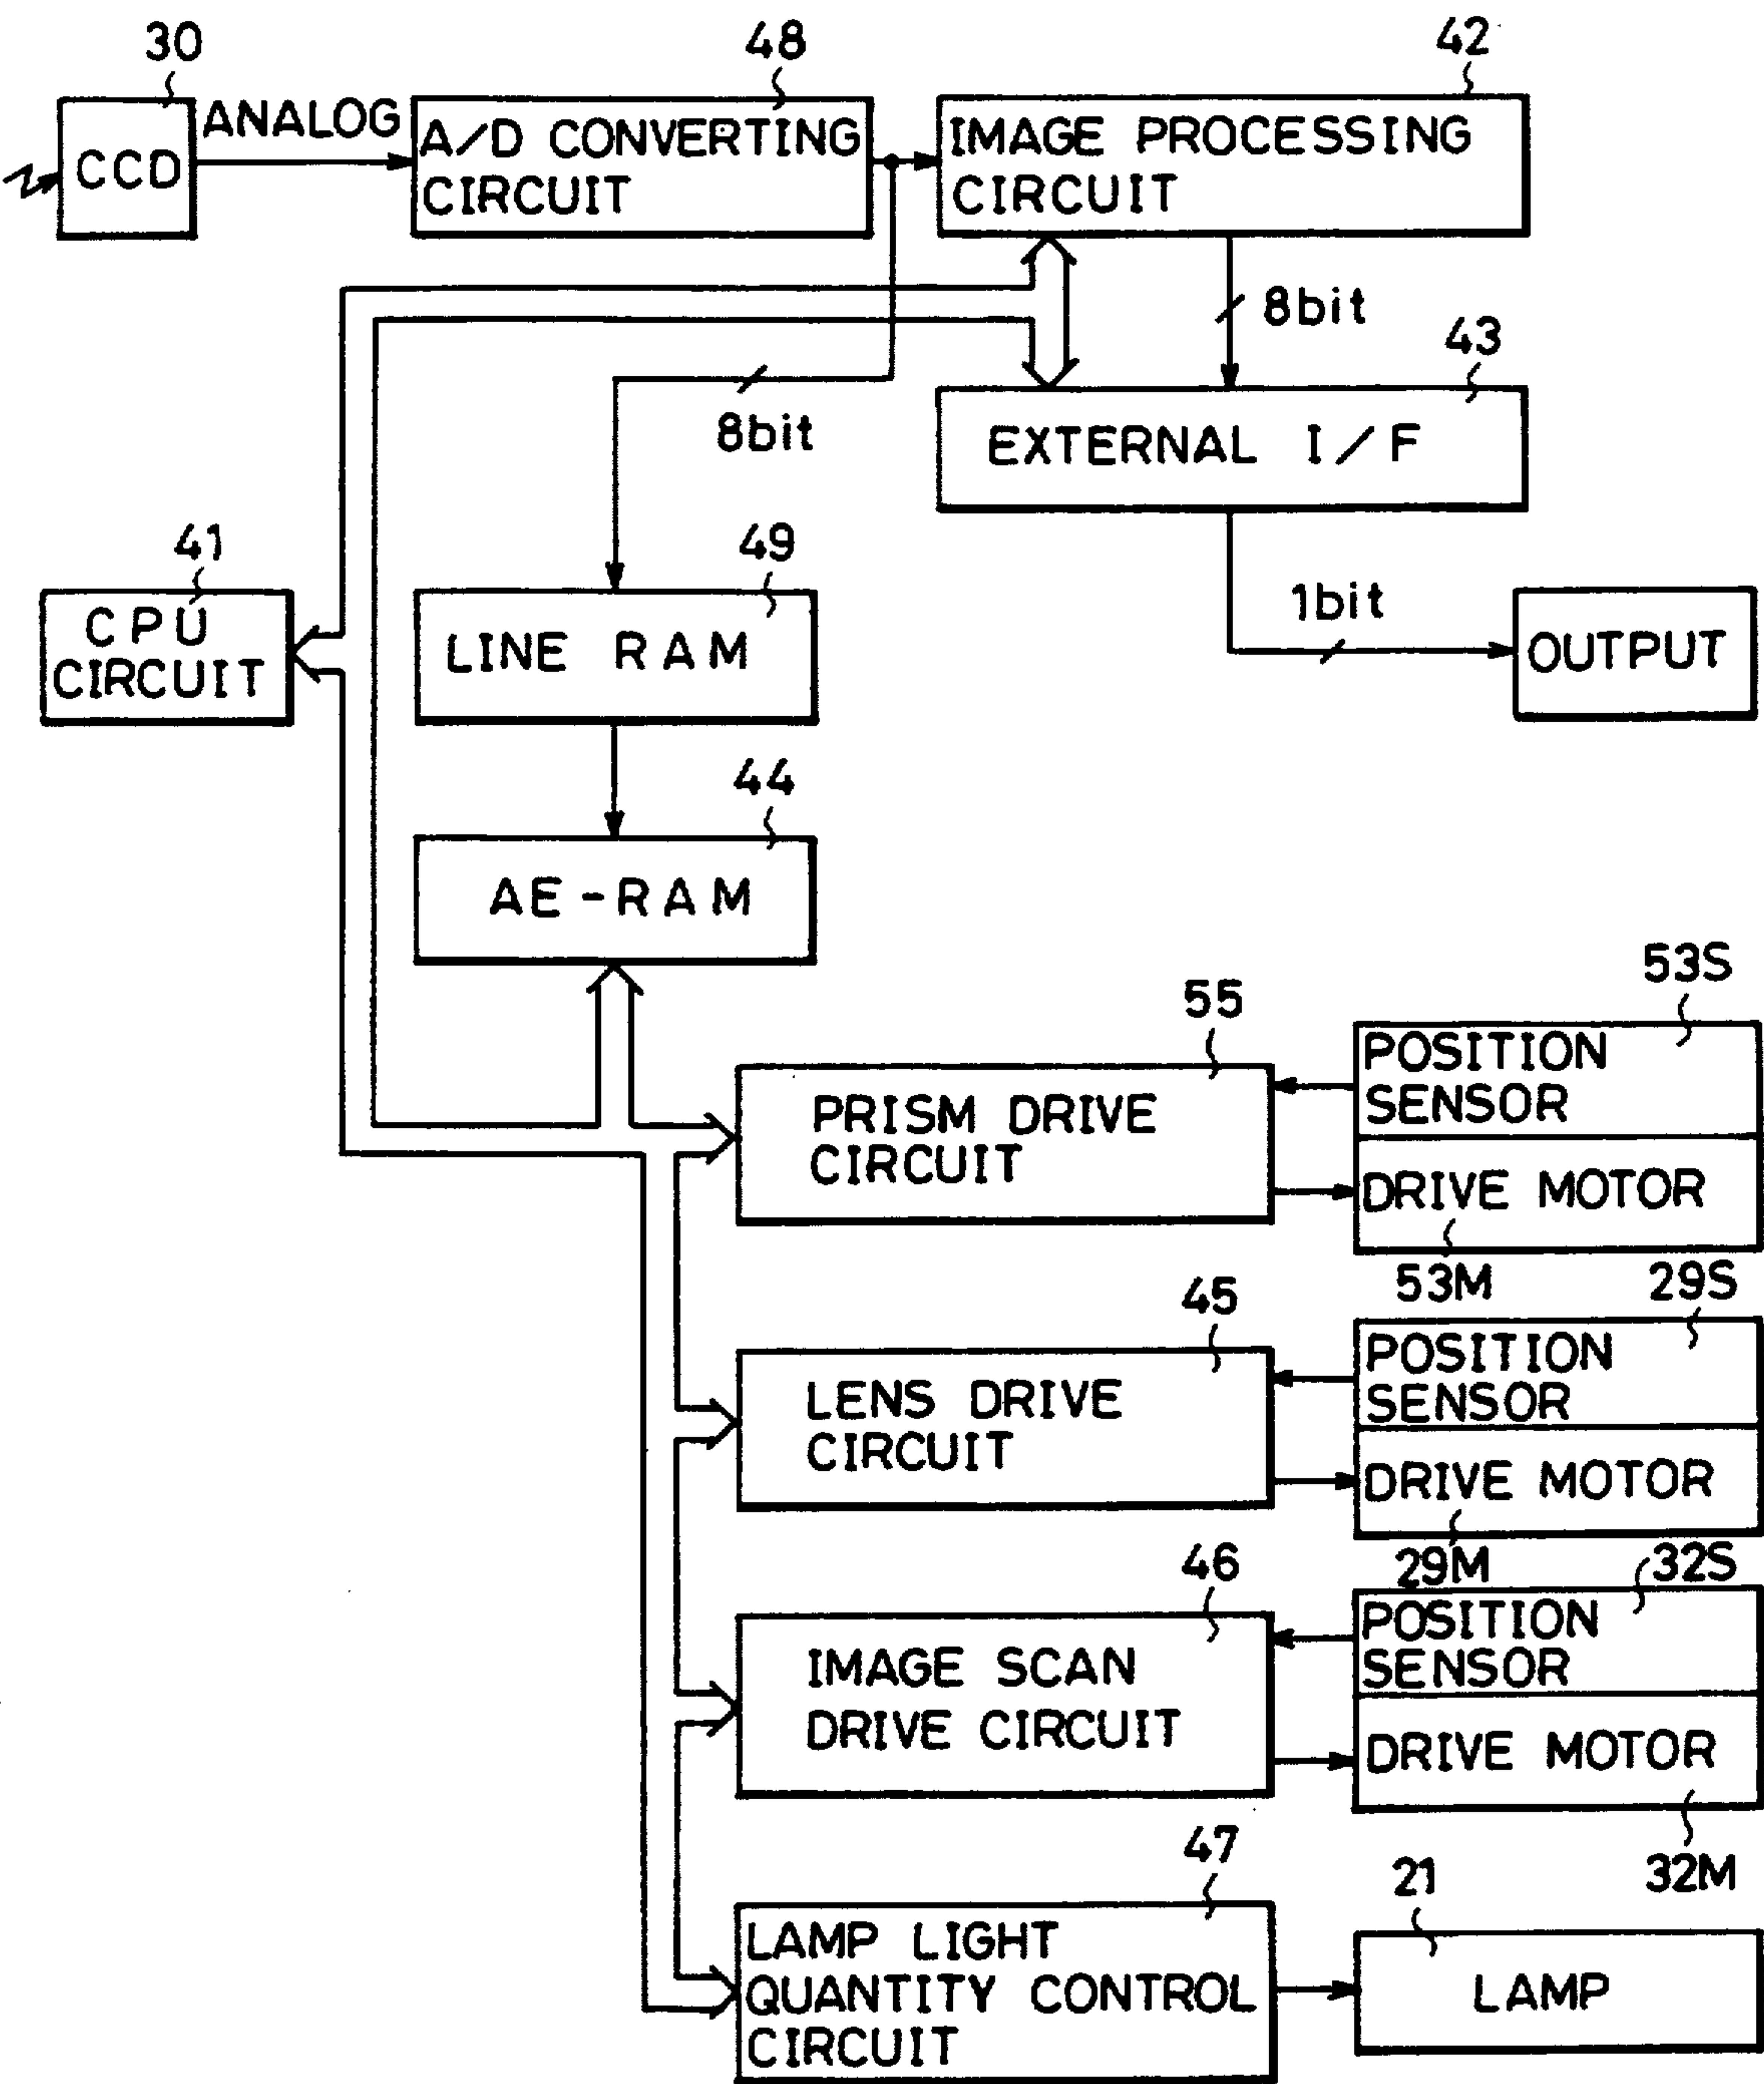 30
48
42
ANALOG
CCD
A/D CONVERTING
CIRCUIT
IMAGE PROCESSING
CIRCUIT
8bit
43
8bit
EXTERNAL I/F
41
49
1bit
CPU
CIRCUIT
LINE RAM
OUTPUT
44
AE-RAM
53S
55
POSITION
SENSOR
PRISM DRIVE
CIRCUIT
DRIVE MOTOR
53M
29S
45
POSITION
SENSOR
LENS DRIVE
CIRCUIT
DRIVE MOTOR
29M
32S
46
POSITION
SENSOR
IMAGE SCAN
DRIVE CIRCUIT
DRIVE MOTOR
32M
47
21
LAMP LIGHT
QUANTITY CONTROL
CIRCUIT
LAMP